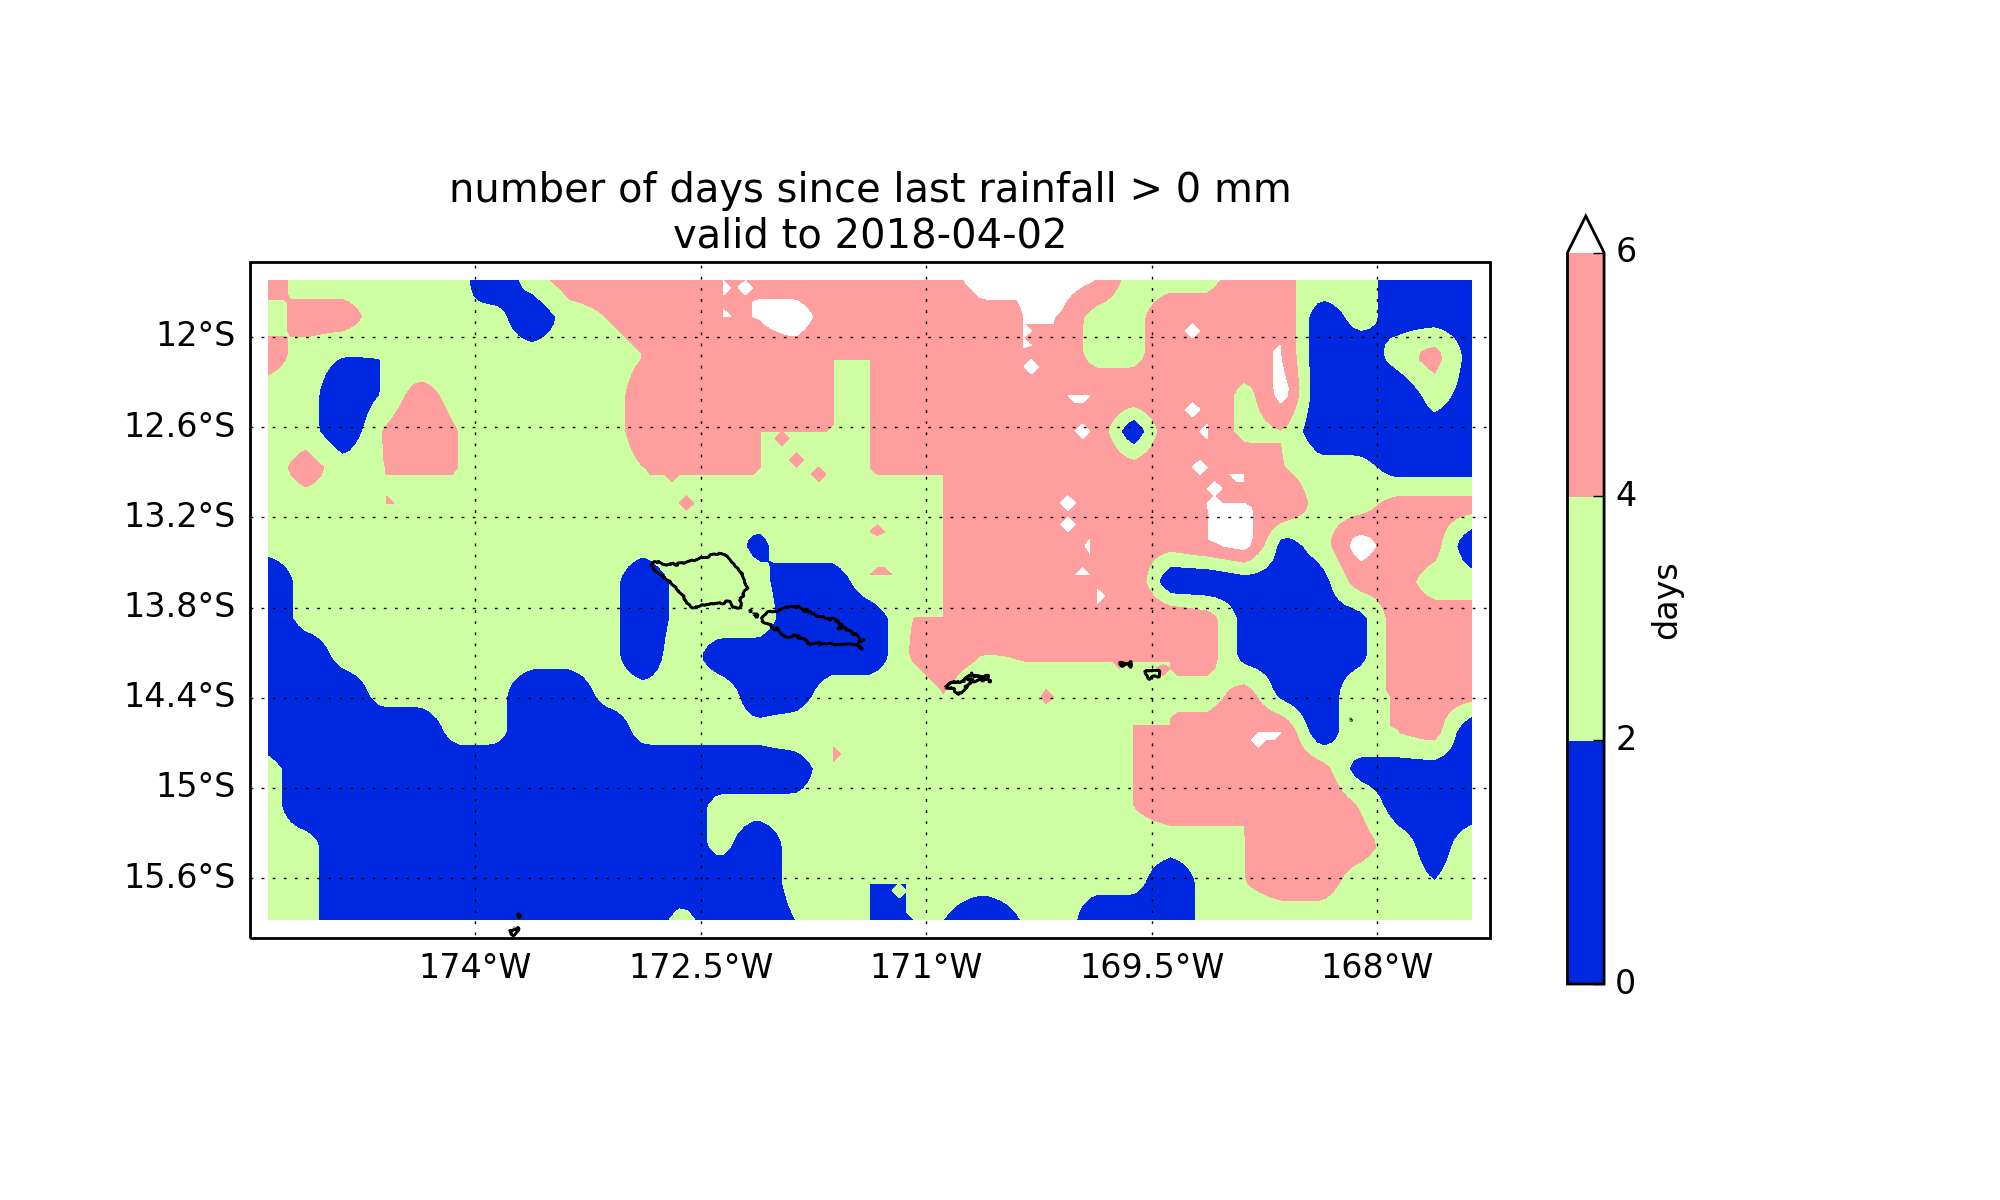 number of days since last rainfall > 0 mm
valid to 2018-04-02
12°S
12.6°S
13.2°S
13.8°S
14.4°S
15°S
15.6°S
174°W
172.5°W
171°W
169.5°W
168°W
6
4
2
0
days